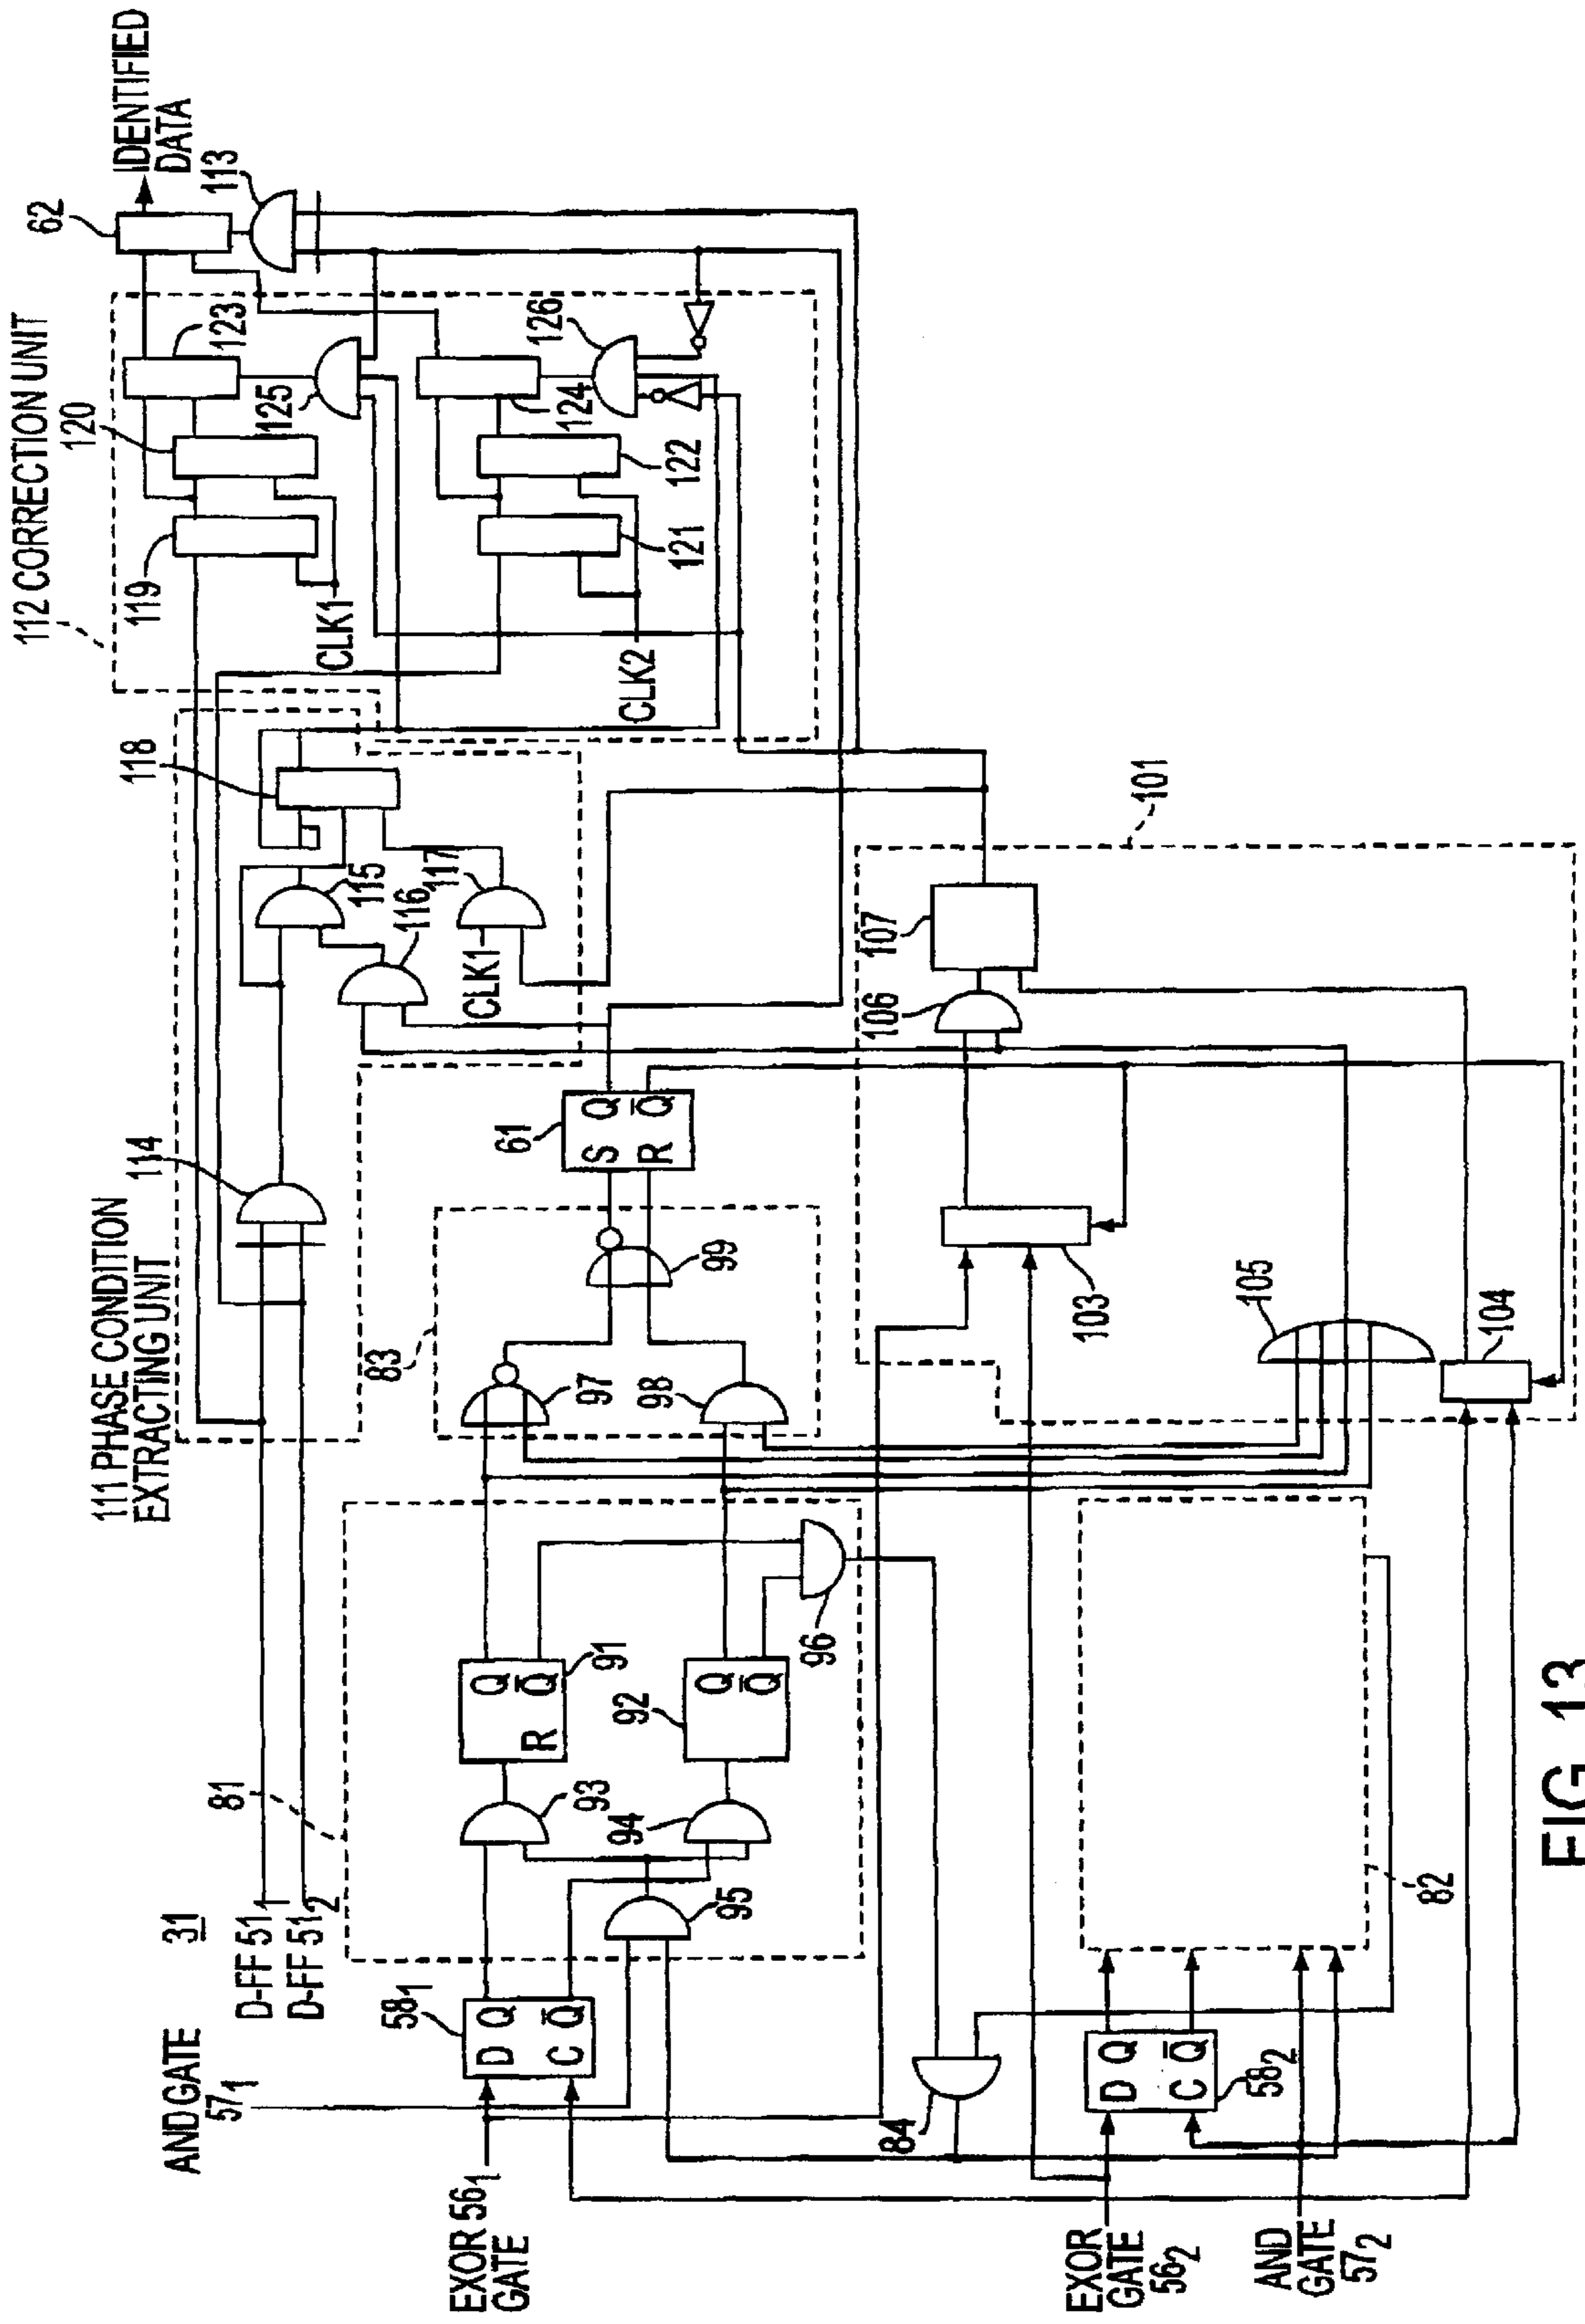 31
AND GATE
57₁
D-FF 51₁
D-FF 51₂
81
EXOR 56₁
GATE
58₁
D Q
C Q̅
95
93
94
Q
Q̅
R
91
92
Q
Q̅
96
84
EXOR
GATE
56₂
AND
GATE
57₂
D Q
C Q̅
58₂
82
111 PHASE CONDITION
EXTRACTING UNIT
114
83
97
98
99
61
S Q
R Q̅
105
104
103
106
107
101
115
116
117
CLK1
118
112 CORRECTION UNIT
119
120
CLK1
123
125
121
122
CLK2
124
126
62
113
IDENTIFIED
DATA
FIG. 13